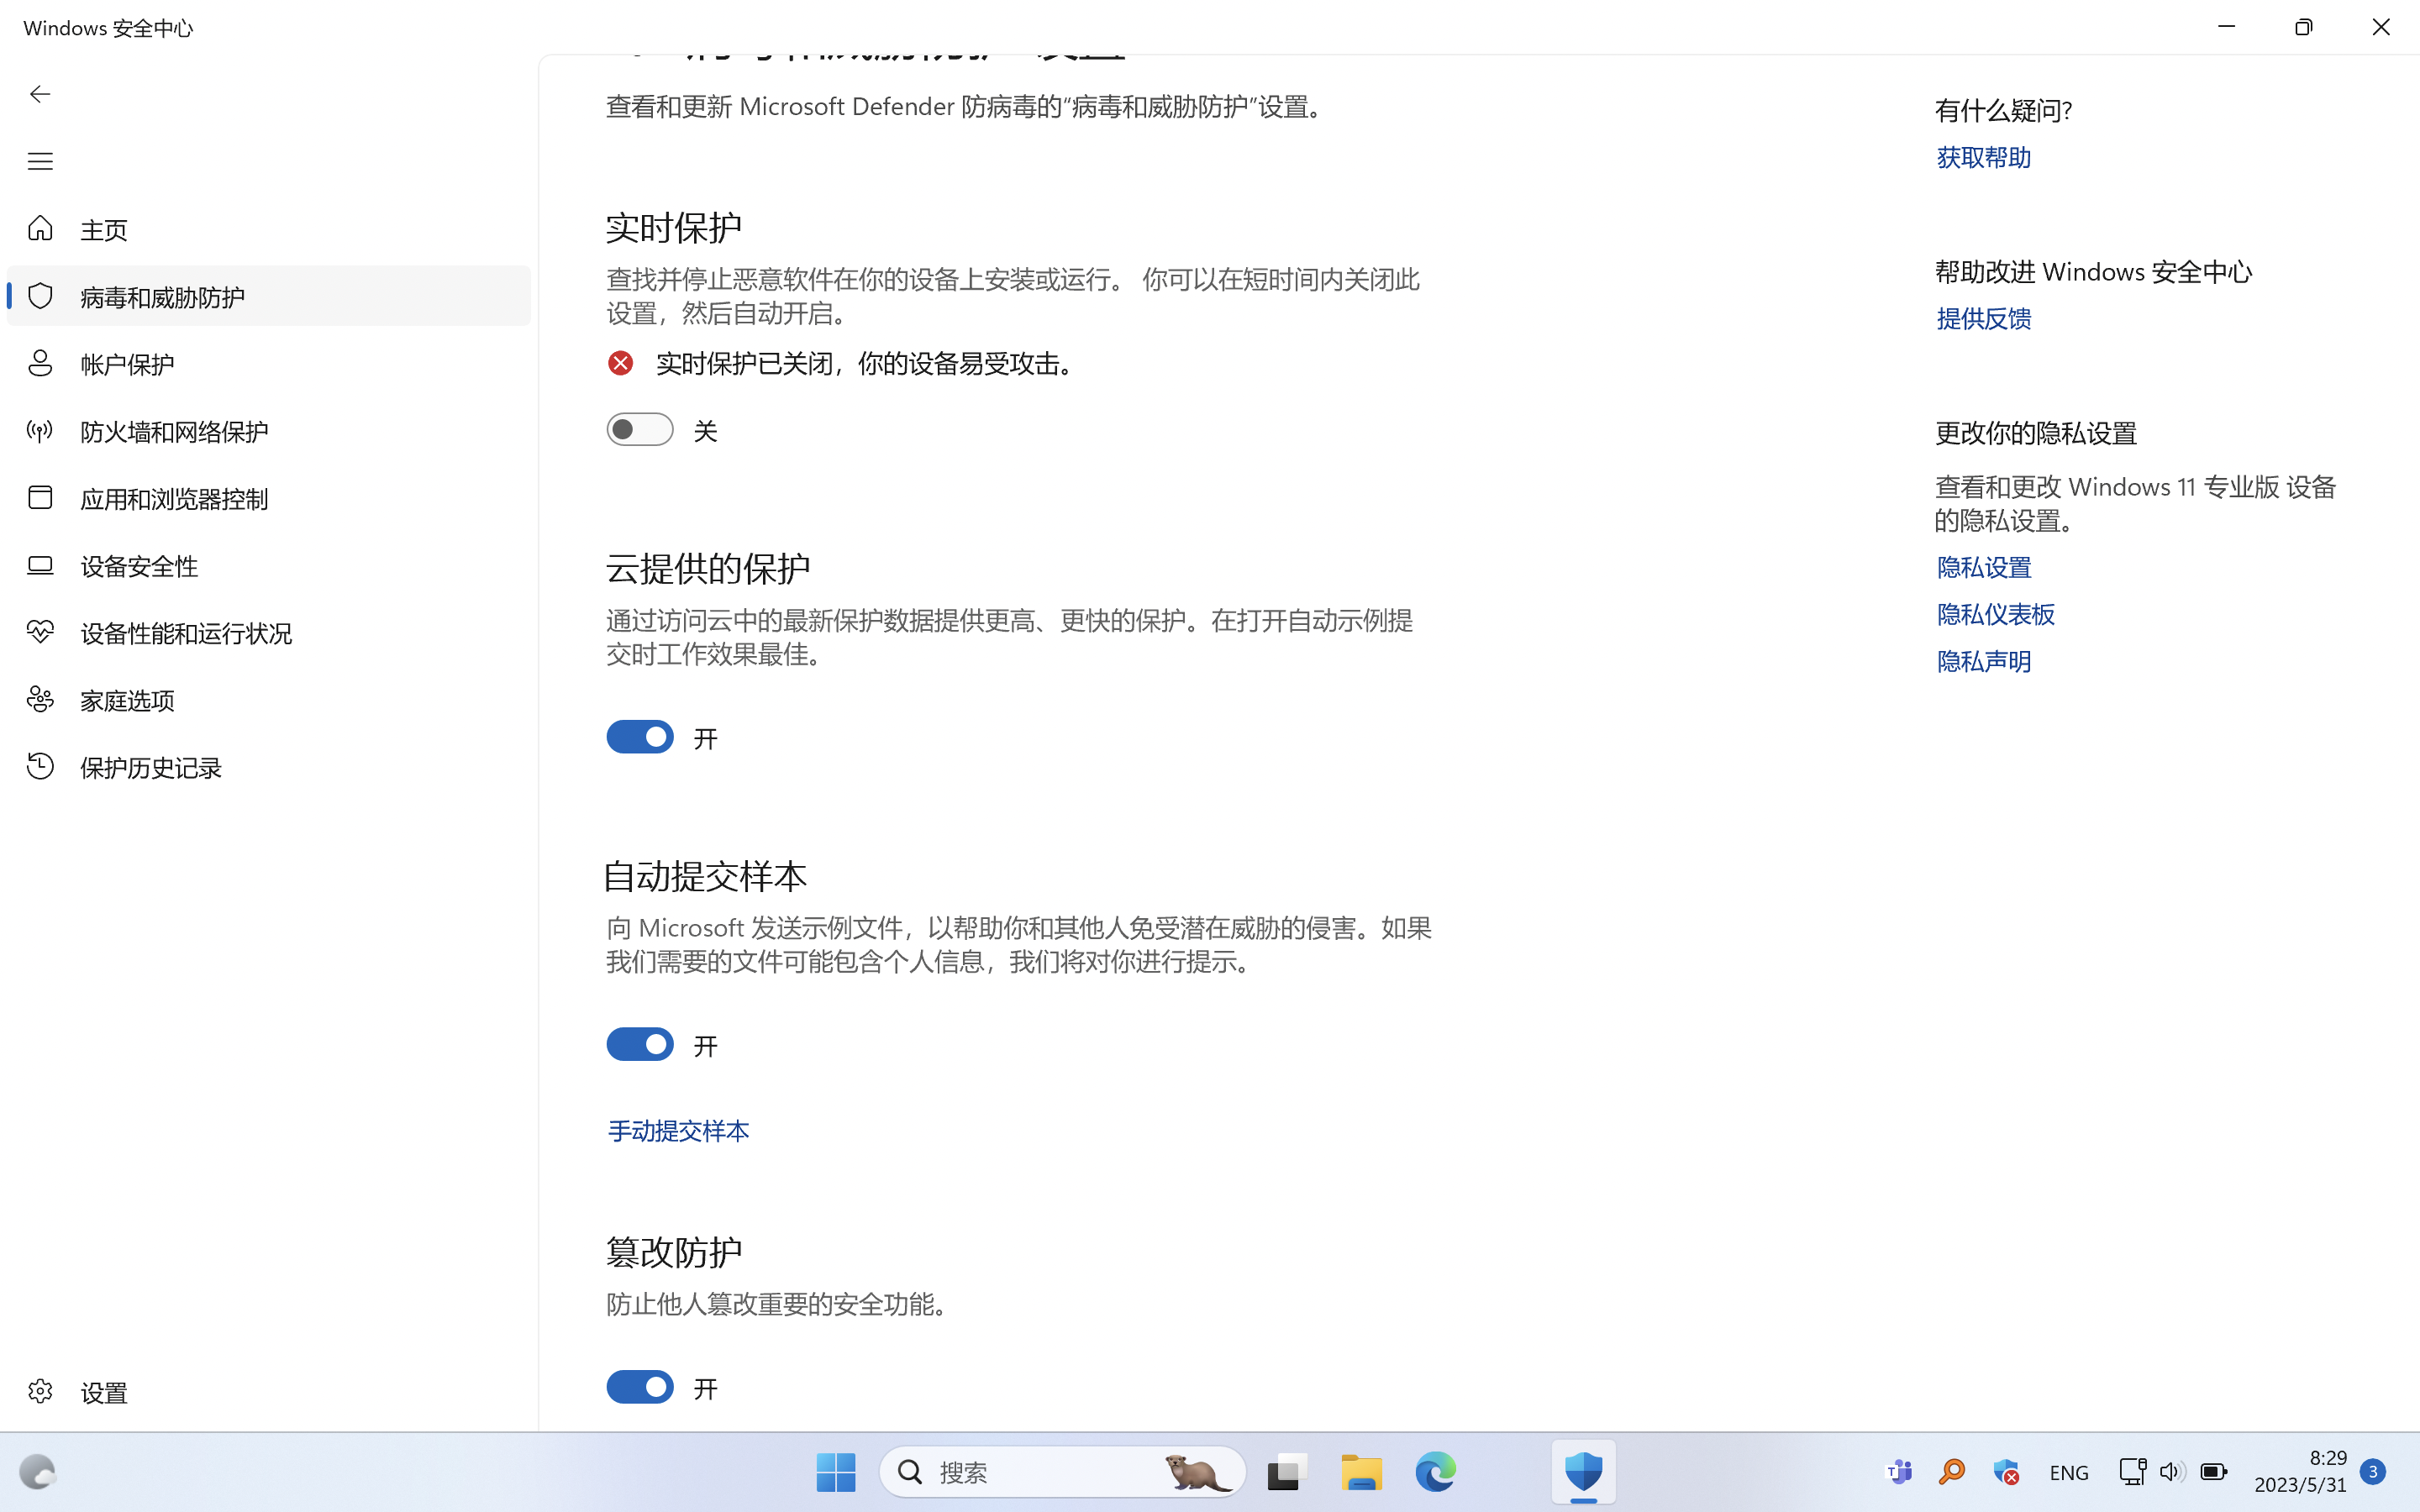 Windows 安全中心
主页
病毒和威胁防护
帐户保护
防火墙和网络保护
应用和浏览器控制
设备安全性
设备性能和运行状况
家庭选项
保护历史记录
设置
查看和更新 Microsoft Defender 防病毒的“病毒和威胁防护”设置。
实时保护
查找并停止恶意软件在你的设备上安装或运行。 你可以在短时间内关闭此
设置，然后自动开启。
实时保护已关闭，你的设备易受攻击。
关
云提供的保护
通过访问云中的最新保护数据提供更高、更快的保护。在打开自动示例提
交时工作效果最佳。
开
自动提交样本
向 Microsoft 发送示例文件，以帮助你和其他人免受潜在威胁的侵害。如果
我们需要的文件可能包含个人信息，我们将对你进行提示。
开
手动提交样本
篡改防护
防止他人篡改重要的安全功能。
开
有什么疑问?
获取帮助
帮助改进 Windows 安全中心
提供反馈
更改你的隐私设置
查看和更改 Windows 11 专业版 设备
的隐私设置。
隐私设置
隐私仪表板
隐私声明
搜索
ENG
8:29
2023/5/31
3